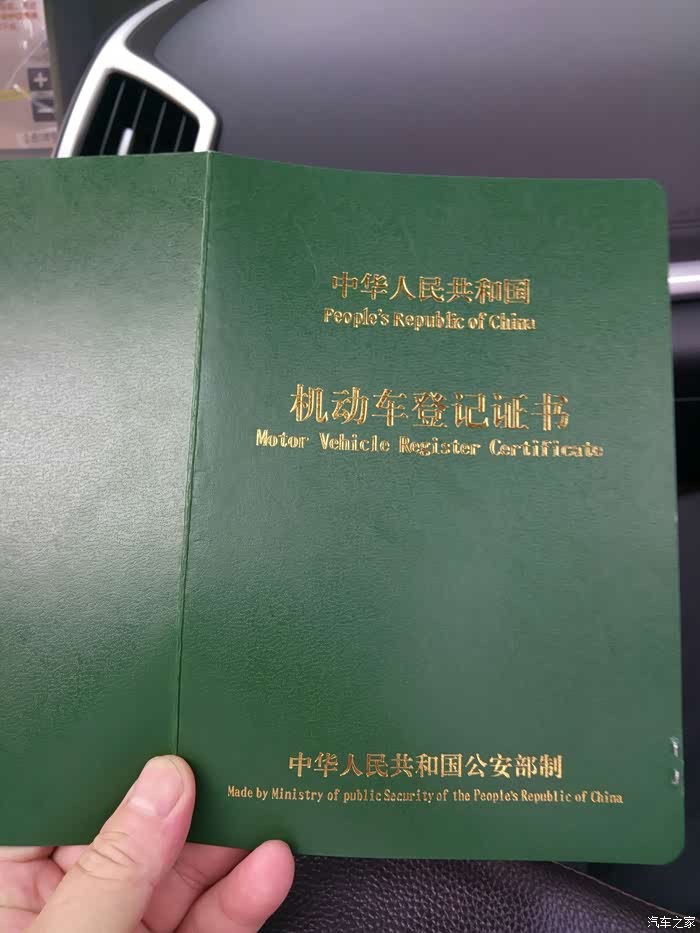 中华人民共和国
People's Republic of China
机动车登记证书
Motor Vehicle Register Certificate
中华人民共和国公安部制
Made by Ministry of public Security of the People's Republic of China
汽车之家